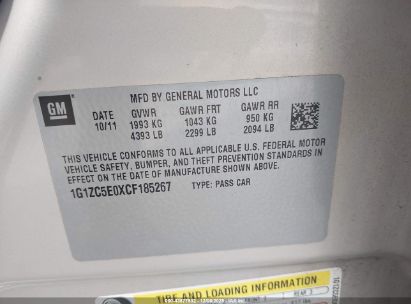 GM
MFD BY GENERAL MOTORS LLC
DATE GVWR GAWR FRT GAWR RR
10/11 1993 KG 1043 KG 950 KG
4393 LB 2299 LB 2094 LB
THIS VEHICLE CONFORMS TO ALL APPLICABLE U.S. FEDERAL MOTOR
VEHICLE SAFETY, BUMPER, AND THEFT PREVENTION STANDARDS IN
EFFECT ON THE DATE OF MANUFACTURE SHOWN ABOVE.
1G1ZC5E0XCF185267 TYPE: PASS CAR
TIRE AND LOADING INFORMATION